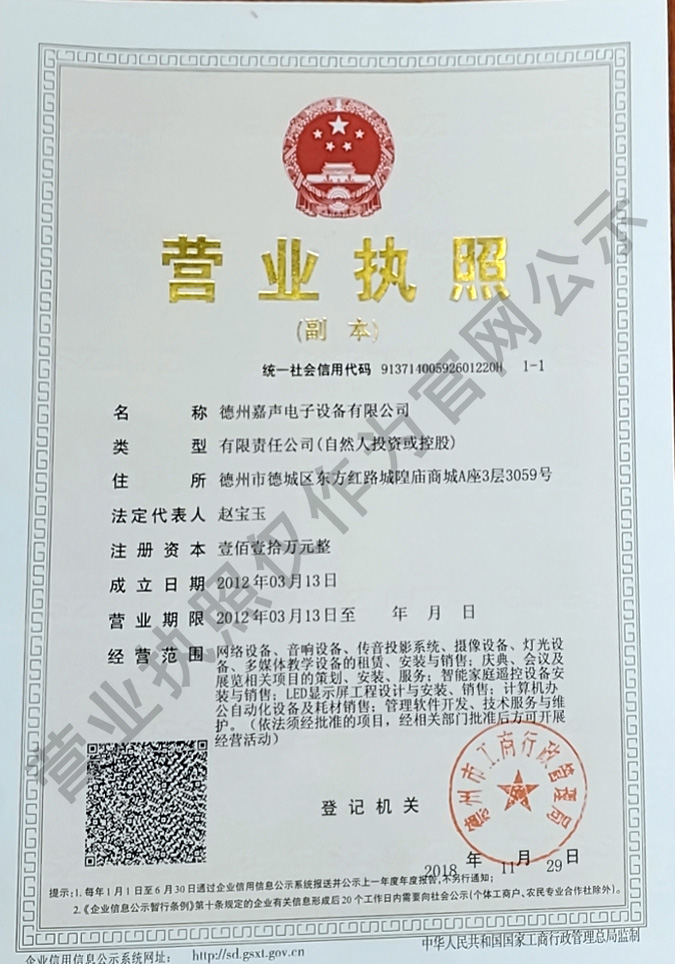 营业执照
(副 本)
统一社会信用代码 91371400592601220H 1-1
名 称 德州嘉声电子设备有限公司
类 型 有限责任公司(自然人投资或控股)
住 所 德州市德城区东方红路城隍庙商城A座3层3059号
法定代表人 赵宝玉
注册资本 壹佰壹拾万元整
成立日期 2012年03月13日
营业期限 2012年03月13日至 年 月 日
经营范围 网络设备、音响设备、传音投影系统、摄像设备、灯光设
备、多媒体教学设备的租赁、安装与销售;庆典、会议及
展览相关项目的策划、安装、服务;智能家庭遥控设备安
装与销售;LED显示屏工程设计与安装、销售;计算机办
公自动化设备及耗材销售;管理软件开发、技术服务与维
护。(依法须经批准的项目,经相关部门批准后方可开展
经营活动)
营业执照仅作为官网公示
登记机关
德州市工商行政管理局
2018 年 11月 29日
提示:1.每年1月1日至6月30日通过企业信用信息公示系统报送并公示上一年度年度报告,不另行通知;
2.《企业信息公示暂行条例》第十条规定的企业有关信息形成后20个工作日内需要向社会公示(个体工商户、农民专业合作社除外)。
企业信用信息公示系统网址: http://sd.gsxt.gov.cn
中华人民共和国国家工商行政管理总局监制